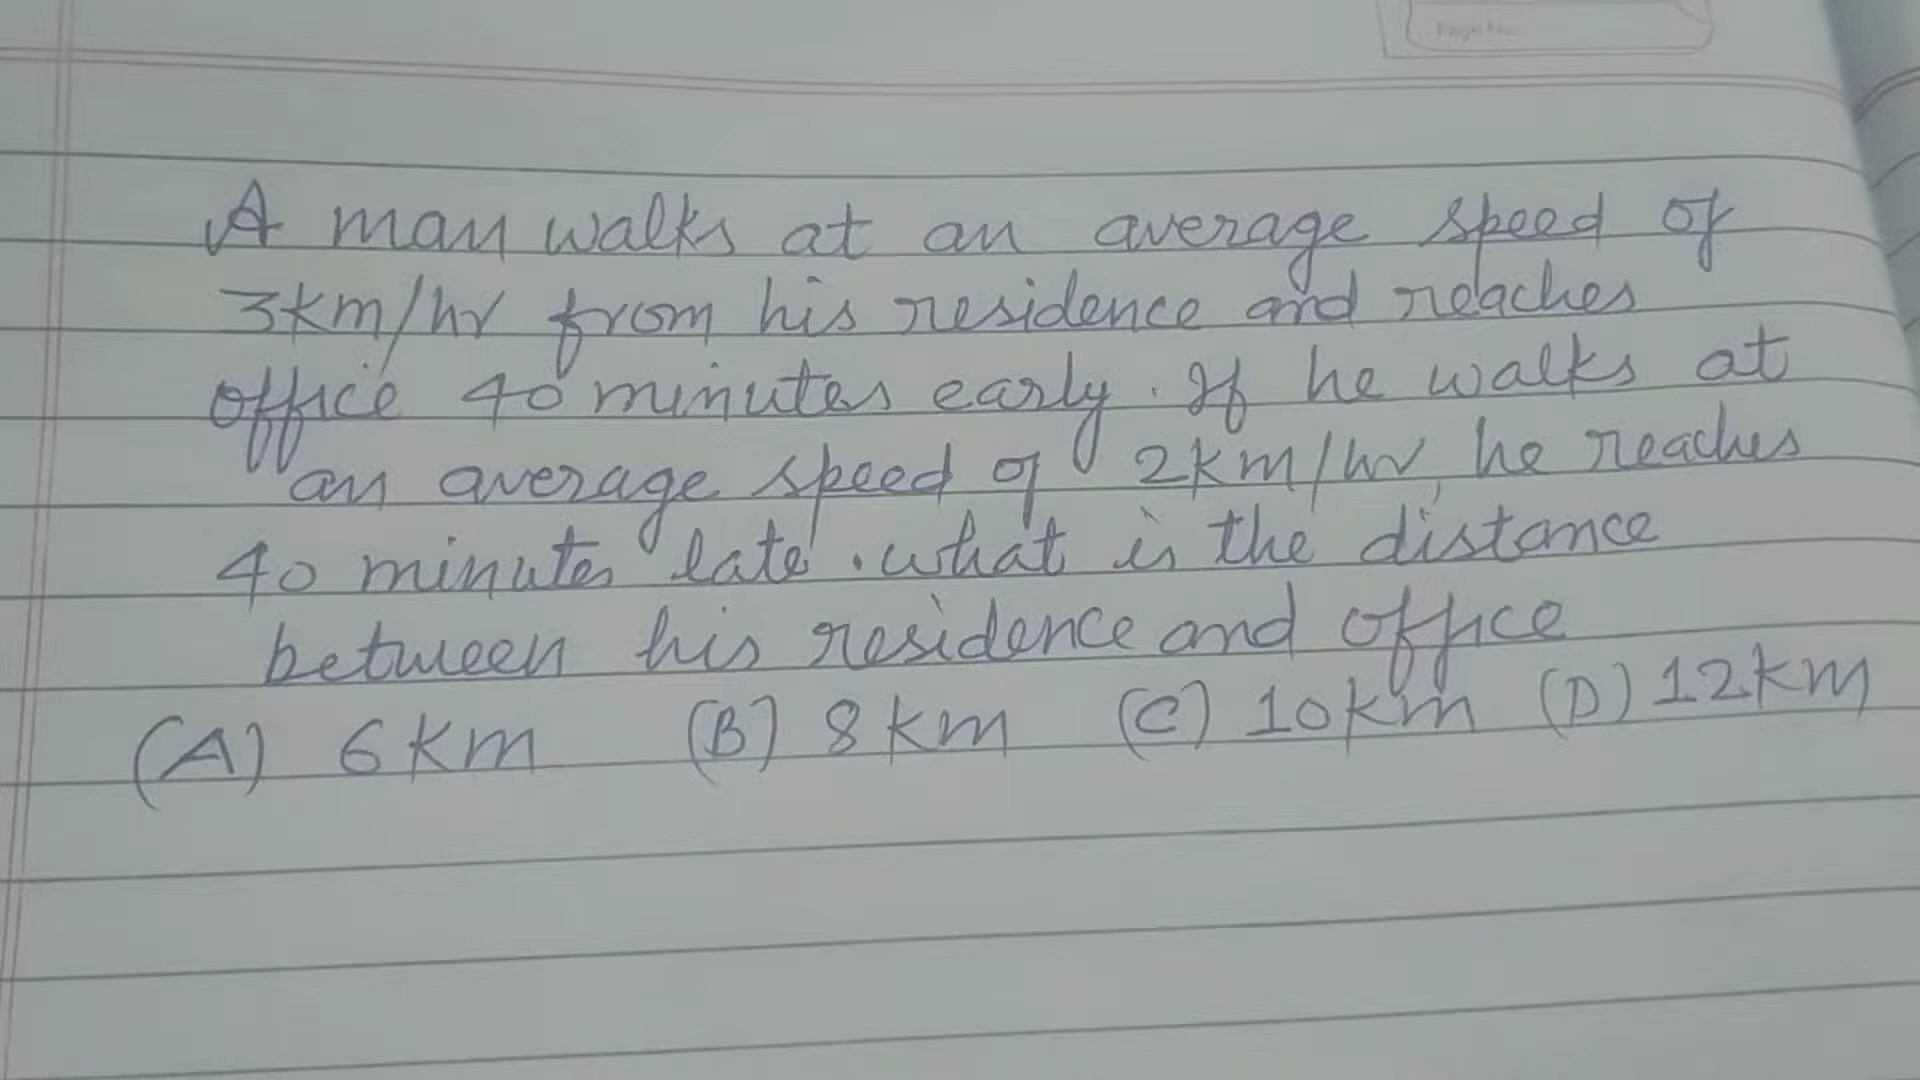 A man walks at an average speed of
3km/hr from his residence and reaches
office 40 minutes early. If he walks at
an average speed of 2km/hr, he reaches
40 minutes late. what is the distance
between his residence and office
(A) 6km (B) 8km (C) 10km (D) 12km